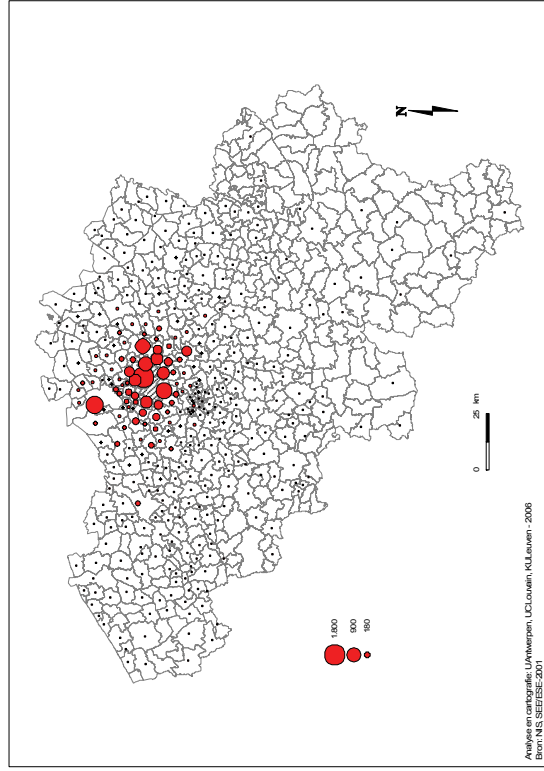 N
0 25 km
1.800
900
180
Analyse en cartografie: UAntwerpen, UCLouvain, KULeuven - 2006
Bron: NIS, SEE/ESE-2001